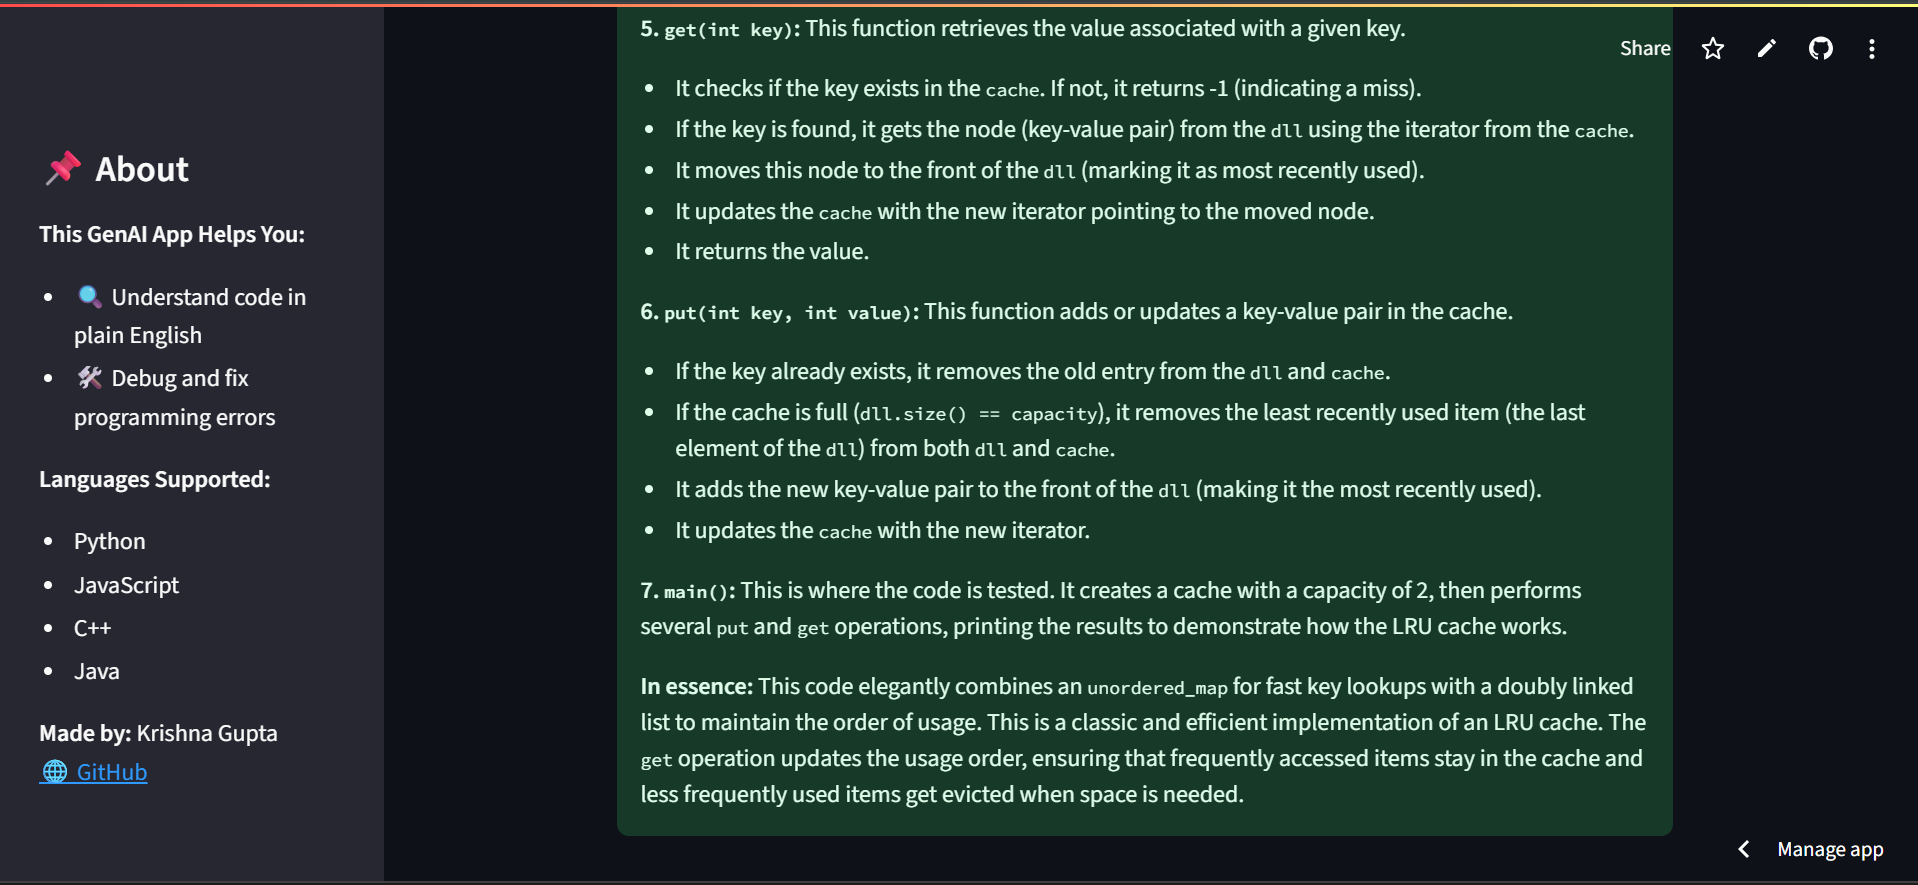 📌 About
This GenAI App Helps You:
• 🔍 Understand code in
plain English
• 🛠 Debug and fix
programming errors
Languages Supported:
• Python
• JavaScript
• C++
• Java
Made by: Krishna Gupta
🌐 GitHub
5. get(int key): This function retrieves the value associated with a given key.
• It checks if the key exists in the cache. If not, it returns -1 (indicating a miss).
• If the key is found, it gets the node (key-value pair) from the dll using the iterator from the cache.
• It moves this node to the front of the dll (marking it as most recently used).
• It updates the cache with the new iterator pointing to the moved node.
• It returns the value.
6. put(int key, int value): This function adds or updates a key-value pair in the cache.
• If the key already exists, it removes the old entry from the dll and cache.
• If the cache is full (dll.size() == capacity), it removes the least recently used item (the last
element of the dll) from both dll and cache.
• It adds the new key-value pair to the front of the dll (making it the most recently used).
• It updates the cache with the new iterator.
7. main(): This is where the code is tested. It creates a cache with a capacity of 2, then performs
several put and get operations, printing the results to demonstrate how the LRU cache works.
In essence: This code elegantly combines an unordered_map for fast key lookups with a doubly linked
list to maintain the order of usage. This is a classic and efficient implementation of an LRU cache. The
get operation updates the usage order, ensuring that frequently accessed items stay in the cache and
less frequently used items get evicted when space is needed.
Share
Manage app